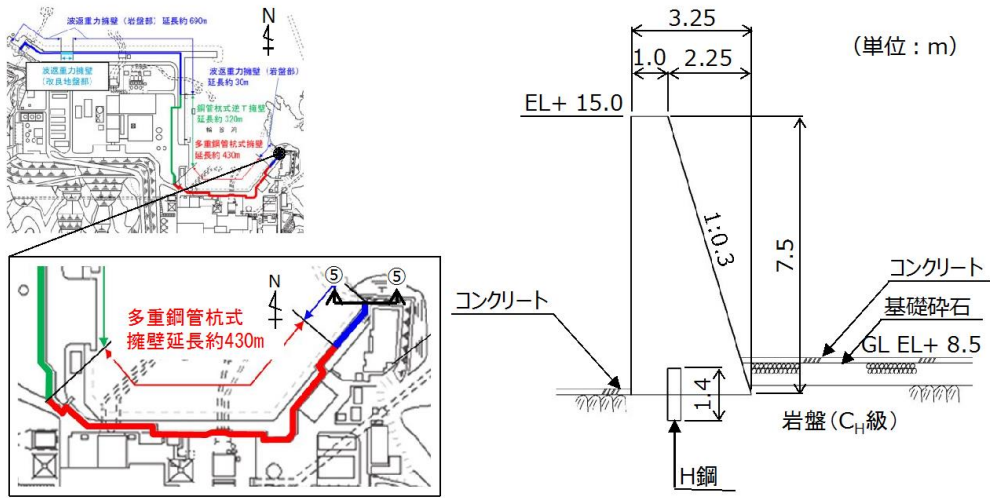 波返重力擁壁（岩盤部）延長約690m
N
波返重力擁壁
（改良地盤部）
波返重力擁壁（岩盤部）
延長約30m
鋼管杭式逆T擁壁
延長約320m
輪谷湾
多重鋼管杭式擁壁
延長約430m
N
⑤ ⑤
多重鋼管杭式
擁壁延長約430m
3.25
（単位：m）
1.0 2.25
EL+ 15.0
1:0.3
7.5
コンクリート
コンクリート
基礎砕石
GL EL+ 8.5
1.4
岩盤（CH級）
H鋼